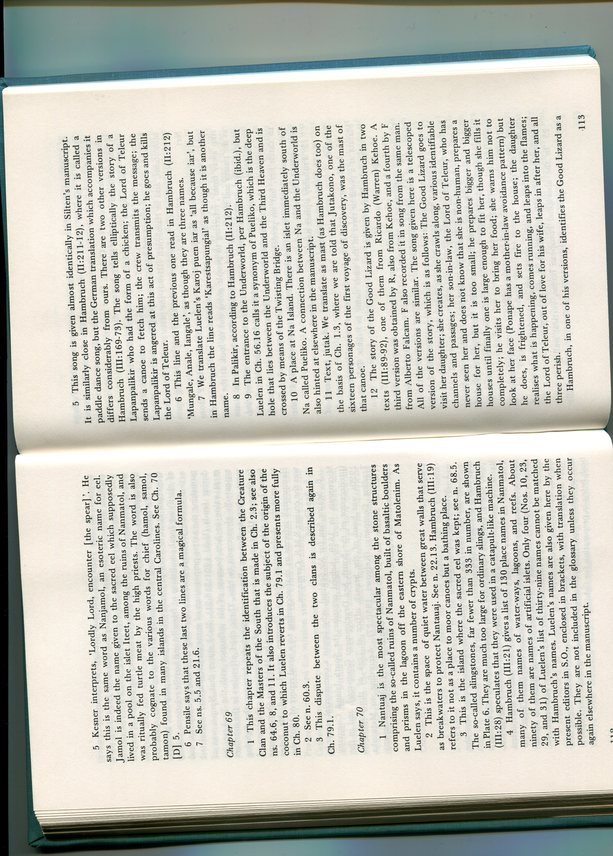 5 Kesner interprets, ‘Lordly Lord, encounter [the spear]’. He
says this is the same word as Nanjamol, an esoteric name for eel.
Jamol is indeed the name given to the sacred eel which supposedly
lived in a pool on the islet Iteet, among the ruins of Nanmatol, and
was ritually fed turtle meat by the high priests. The word is also
probably cognate to the various words for chief (hamol, samol,
tamon) found in many islands in the central Carolines. See Ch. 70
[D] 5.
6 Pensile says that these last two lines are a magical formula.
7 See ns. 5.5 and 21.6.
Chapter 69
1 This chapter repeats the identification between the Creature
Clan and the Masters of the South that is made in Ch. 2.3; see also
ns. 64.6, 8, and 11. It also introduces the subject of the origin of the
coconut to which Luelen reverts in Ch. 79.1 and presents more fully
in Ch. 80.
2 See n. 60.3.
3 This dispute between the two clans is described again in
Ch. 79.1.
Chapter 70
1 Nantuaj is the most spectacular among the stone structures
comprising the so-called ruins of Nanmatol, built of basaltic boulders
and prisms in the lagoon off the eastern shore of Matolenim. As
Luelen says, it contains a number of crypts.
2 This is the space of quiet water between great walls that serve
as breakwaters to protect Nantauaj. See n. 22.13. Hambruch (III:19)
refers to it not as a place to moor canoes but a bathing place.
3 This is the island where the sacred eel was kept; see n. 68.5.
The so-called slingstones, far fewer than 333 in number, are shown
in Plate 6. They are much too large for ordinary slings, and Hambruch
(III:28) speculates that they were used in a catapult-like machine.
4 Hambruch (III:21) gives a list of 130 place names in Nanmatol,
many of them names of water-ways, lagoons, and reefs. About
ninety of them are names of artificial islets. Only four (Nos. 10, 23,
29, and 31) of Luelen's list of thirty-nine names cannot be matched
with Hambruch's names. Luelen's names are also given here by the
present editors in S.O., enclosed in brackets, with translation when
possible. They are not included in the glossary unless they occur
again elsewhere in the manuscript.
5 This song is given almost identically in Silten's manuscript.
It is similarly close in Hambruch (II:211-12), where it is called a
paddle dance song, but the German translation which accompanies it
differs considerably from ours. There are two other versions in
Hambruch (III:169-73). The song tells elliptically the story of a
Lapanpalikir who had the form of a chicken; the Lord of Teleur
sends a canoe to fetch him; the crew transmits the message; the
Lapanpalikir is angered at this act of presumption; he goes and kills
the Lord of Teleur.
6 This line and the previous one read in Hambruch (II:212)
‘Mungale, Anale, Iangale’, as though they are three names.
7 We translate Luelen's Karoj puen iar as ‘all because iar’, but
in Hambruch the line reads ‘Karestsapungial’ as though it is another
name.
8 In Palikir, according to Hambruch (II:212).
9 The entrance to the Underworld, per Hambruch (ibid.), but
Luelen in Ch. 56.16 calls it a synonym of Pueliko, which is the deep
hole that lies between the Underworld and the Third Heaven and is
crossed by means of the Twisting Bridge.
10 A place at Na Island. There is an islet immediately south of
Na called Pueliko. A connection between Na and the Underworld is
also hinted at elsewhere in the manuscript.
11 Text, jutak. We translate as mast (as Hambruch does too) on
the basis of Ch. 1.3, where we are told that Jutakono, one of the
sixteen personages of the first voyage of discovery, was the mast of
that canoe.
12 The story of the Good Lizard is given by Hambruch in two
texts (III:89-92), one of them from Ricardo (Warren) Kehoe. A
third version was obtained by R, also from Kehoe, and a fourth by F
from Alberto Falcam. F also recorded it in song from the same man.
All of the versions are similar. The song given here is a telescoped
version of the story, which is as follows: The Good Lizard goes to
visit her daughter; she creates, as she crawls along, various identifiable
channels and passages; her son-in-law, the Lord of Teleur, who has
never seen her and does not know that she is non-human, prepares a
house for her, but it is too small; he prepares bigger and bigger
houses until finally one is large enough to fit her, though she fills it
completely; he visits her to bring her food; she warns him not to
look at her face (Ponape has a mother-in-law avoidance pattern) but
he does, is frightened, and sets fire to the house; the daughter
realises what is happening, comes running, and leaps into the flames;
the Lord of Teleur, out of love for his wife, leaps in after her, and all
three perish.
Hambruch, in one of his versions, identifies the Good Lizard as a
113